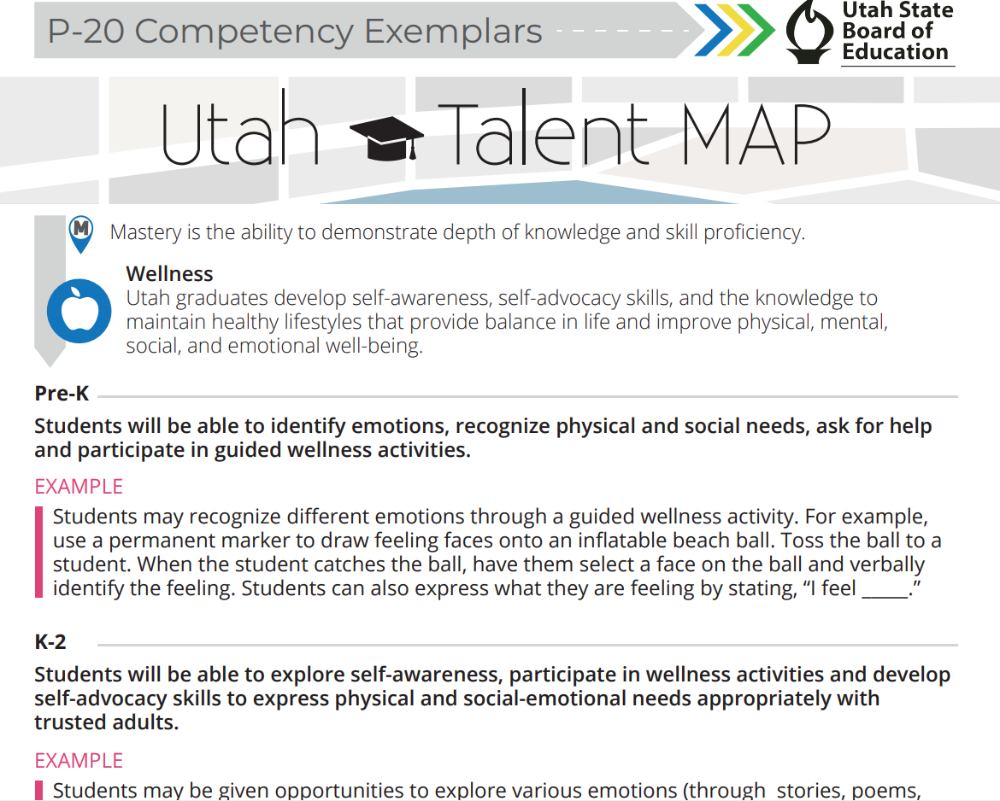 P-20 Competency Exemplars
Utah State
Board of
Education
Utah Talent MAP
M
Mastery is the ability to demonstrate depth of knowledge and skill proficiency.
Wellness
Utah graduates develop self-awareness, self-advocacy skills, and the knowledge to
maintain healthy lifestyles that provide balance in life and improve physical, mental,
social, and emotional well-being.
Pre-K
Students will be able to identify emotions, recognize physical and social needs, ask for help
and participate in guided wellness activities.
EXAMPLE
Students may recognize different emotions through a guided wellness activity. For example,
use a permanent marker to draw feeling faces onto an inflatable beach ball. Toss the ball to a
student. When the student catches the ball, have them select a face on the ball and verbally
identify the feeling. Students can also express what they are feeling by stating, “I feel _____.”
K-2
Students will be able to explore self-awareness, participate in wellness activities and develop
self-advocacy skills to express physical and social-emotional needs appropriately with
trusted adults.
EXAMPLE
Students may be given opportunities to explore various emotions (through stories, poems,